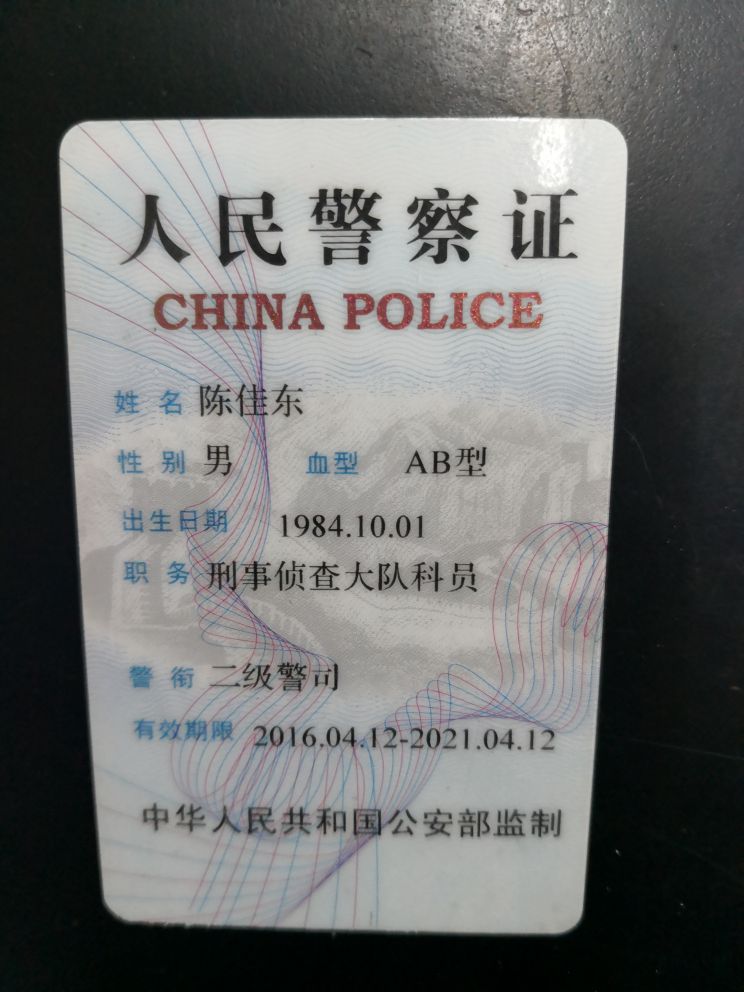 人民警察证
CHINA POLICE
姓名 陈佳东
性别 男 血型 AB型
出生日期 1984.10.01
职务 刑事侦查大队科员
警衔 二级警司
有效期限 2016.04.12-2021.04.12
中华人民共和国公安部监制